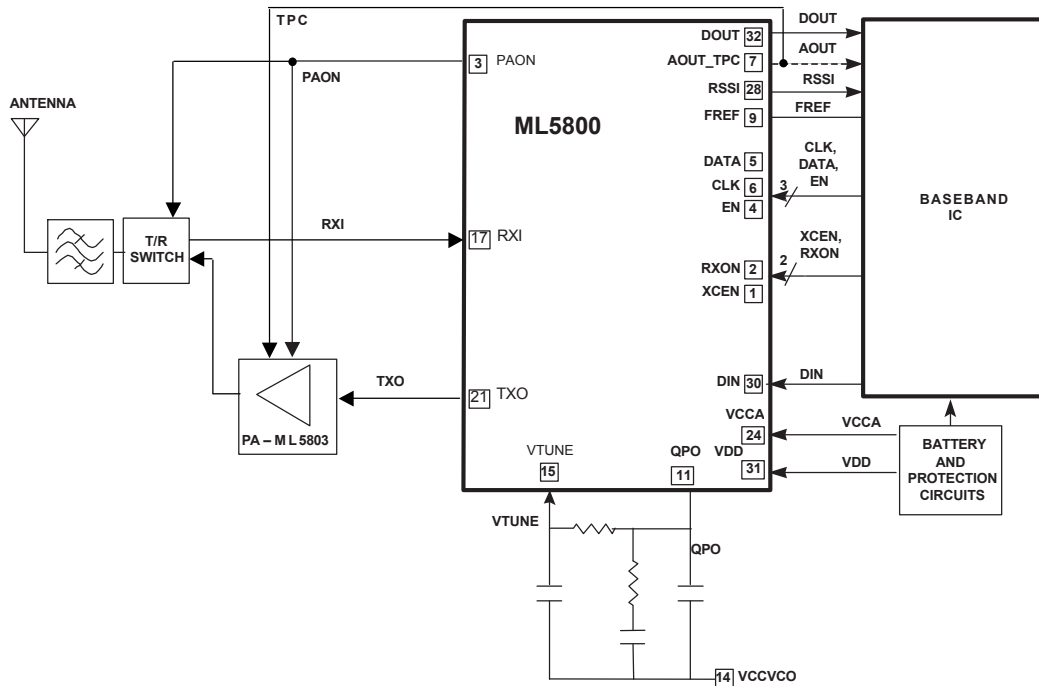 TPC
DOUT
DOUT 32
3 PAON
AOUT_TPC 7
AOUT
PAON
RSSI
RSSI 28
ANTENNA
FREF
FREF 9
ML5800
CLK,
DATA,
EN
DATA 5
CLK 6
3
EN 4
BASEBAND
IC
T/R
SWITCH
RXI
17 RXI
XCEN,
RXON
RXON 2
2
XCEN 1
TXO
21 TXO
DIN 30
DIN
PA – ML5803
VCCA
24
VCCA
VTUNE
15
QPO
11
VDD
31
VDD
BATTERY
AND
PROTECTION
CIRCUITS
VTUNE
QPO
14 VCCVCO